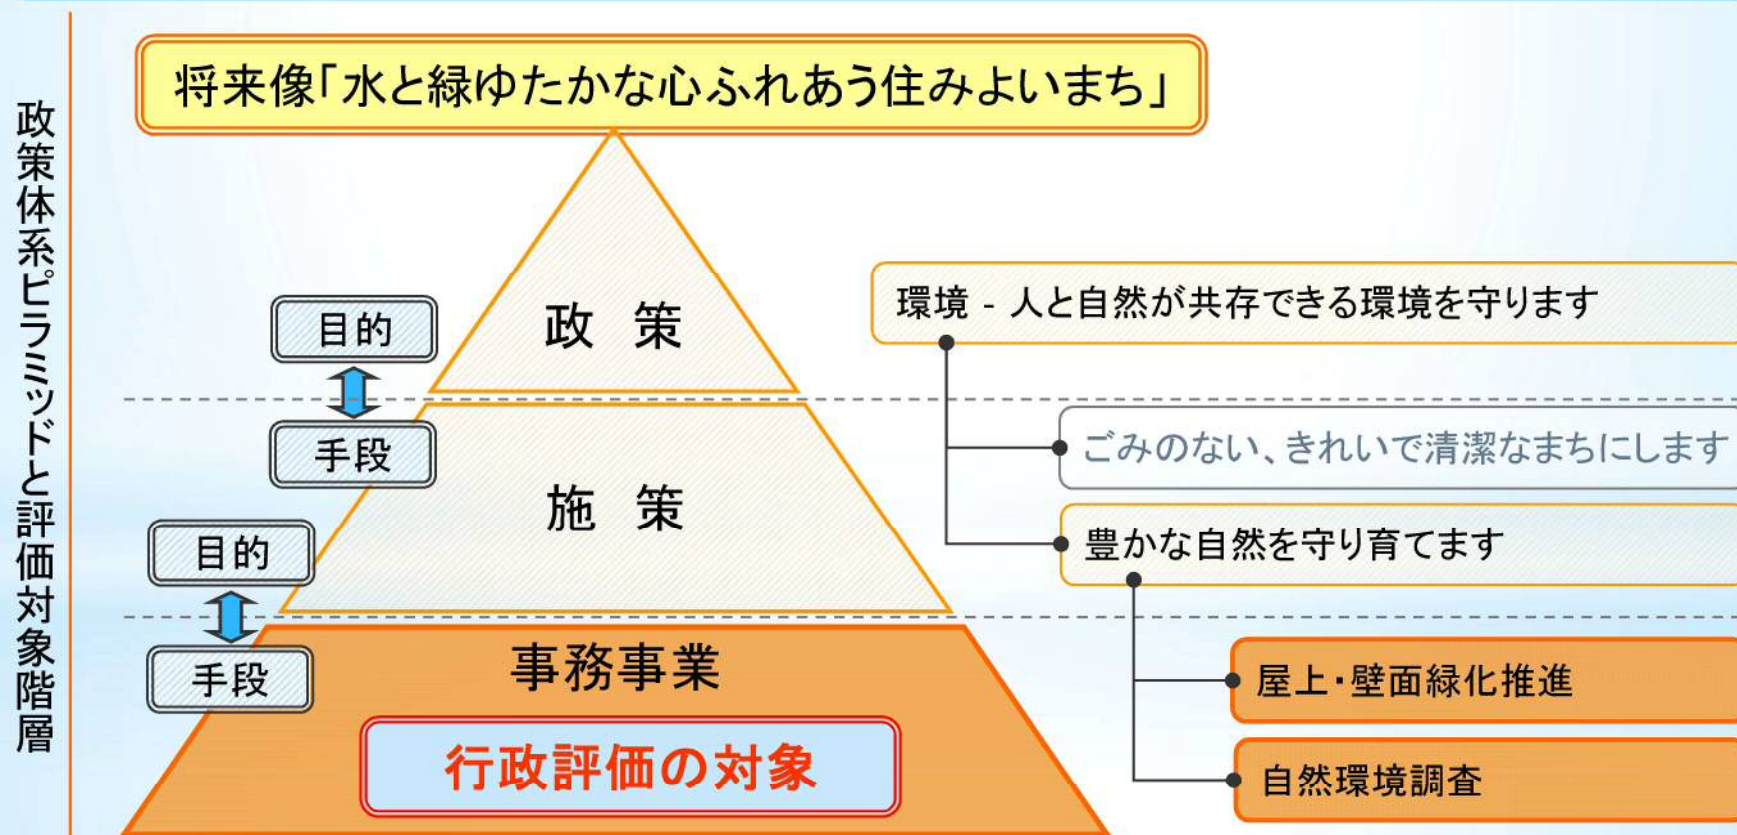 政策体系ピラミッドと評価対象階層
将来像「水と緑ゆたかな心ふれあう住みよいまち」
政 策
目的
手段
環境 - 人と自然が共存できる環境を守ります
ごみのない、きれいで清潔なまちにします
施 策
豊かな自然を守り育てます
目的
手段
事務事業
屋上・壁面緑化推進
行政評価の対象
自然環境調査